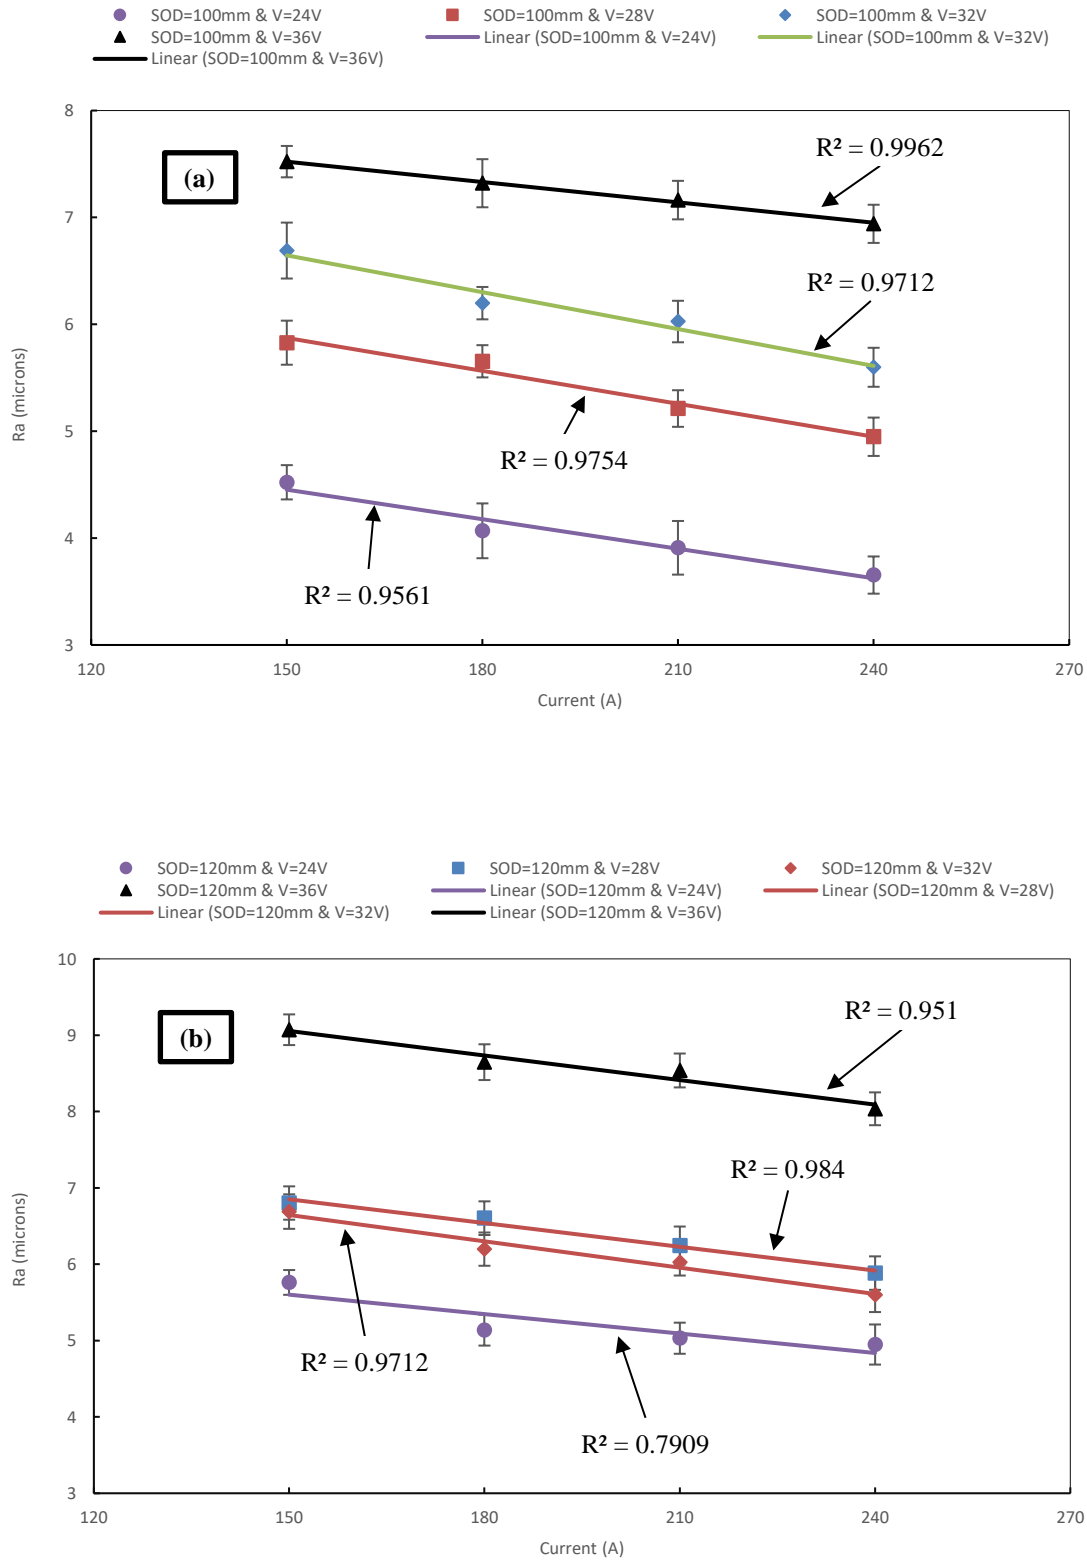 SOD=100mm & V=24V SOD=100mm & V=28V SOD=100mm & V=32V
SOD=100mm & V=36V Linear (SOD=100mm & V=24V) Linear (SOD=100mm & V=32V)
Linear (SOD=100mm & V=36V)
8
7
6
5
4
3
Ra (microns)
(a)
R² = 0.9962
R² = 0.9712
R² = 0.9754
R² = 0.9561
120 150 180 210 240 270
Current (A)
SOD=120mm & V=24V SOD=120mm & V=28V SOD=120mm & V=32V
SOD=120mm & V=36V Linear (SOD=120mm & V=24V) Linear (SOD=120mm & V=28V)
Linear (SOD=120mm & V=32V) Linear (SOD=120mm & V=36V)
10
9
8
7
6
5
4
3
Ra (microns)
(b)
R² = 0.951
R² = 0.984
R² = 0.9712
R² = 0.7909
120 150 180 210 240 270
Current (A)